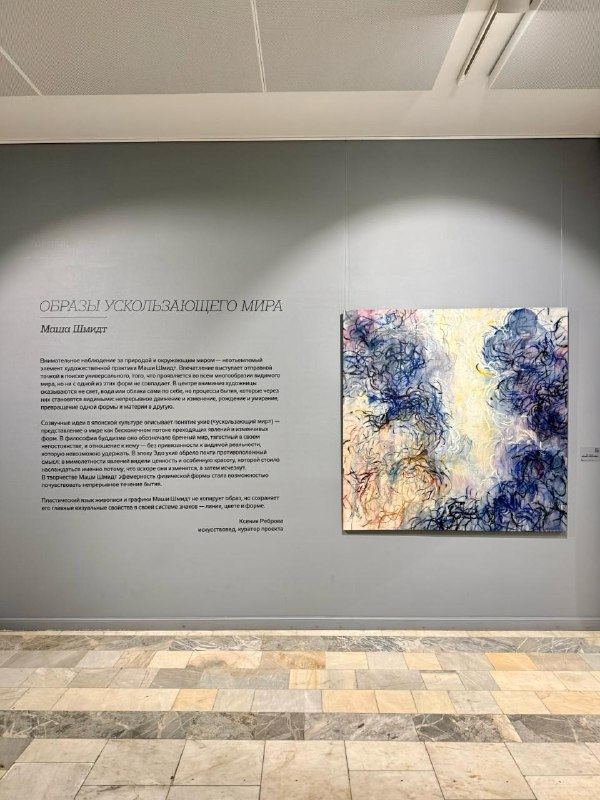 ОБРАЗЫ УСКОЛЬЗАЮЩЕГО МИРА
Маша Шмидт
Внимательное наблюдение за природой и окружающим миром — неотъемлемый
элемент художественной практики Маши Шмидт. Впечатление выступает отправной
точкой в поиске универсального, того, что проявляется во всем многообразии видимого
мира, но ни с одной из этих форм не совпадает. В центре внимания художницы
оказываются не свет, вода или облака сами по себе, но процессы бытия, которые через
них становятся видимыми: непрерывное движение и изменение, рождение и умирание,
превращение одной формы и материи в другую.
Созвучные идеи в японской культуре описывает понятие укиё («ускользающий мир») —
представление о мире как бесконечном потоке преходящих явлений и изменчивых
форм. В философии буддизма оно обозначало бренный мир, тягостный в своем
непостоянстве, и отношение к нему — без привязанности к видимой реальности,
которую невозможно удержать. В эпоху Эдо укиё обрело почти противоположный
смысл: в мимолетности явлений видели ценность и особенную красоту, которой стоило
наслаждаться именно потому, что вскоре она изменится, а затем исчезнут.
В творчестве Маши Шмидт эфемерность физической формы стала возможностью
почувствовать непрерывное течение бытия.
Пластический язык живописи и графики Маши Шмидт не копирует образ, но сохраняет
его главные визуальные свойства в своей системе знаков — линии, цвете и форме.
Ксения Реброва
искусствовед, куратор проекта